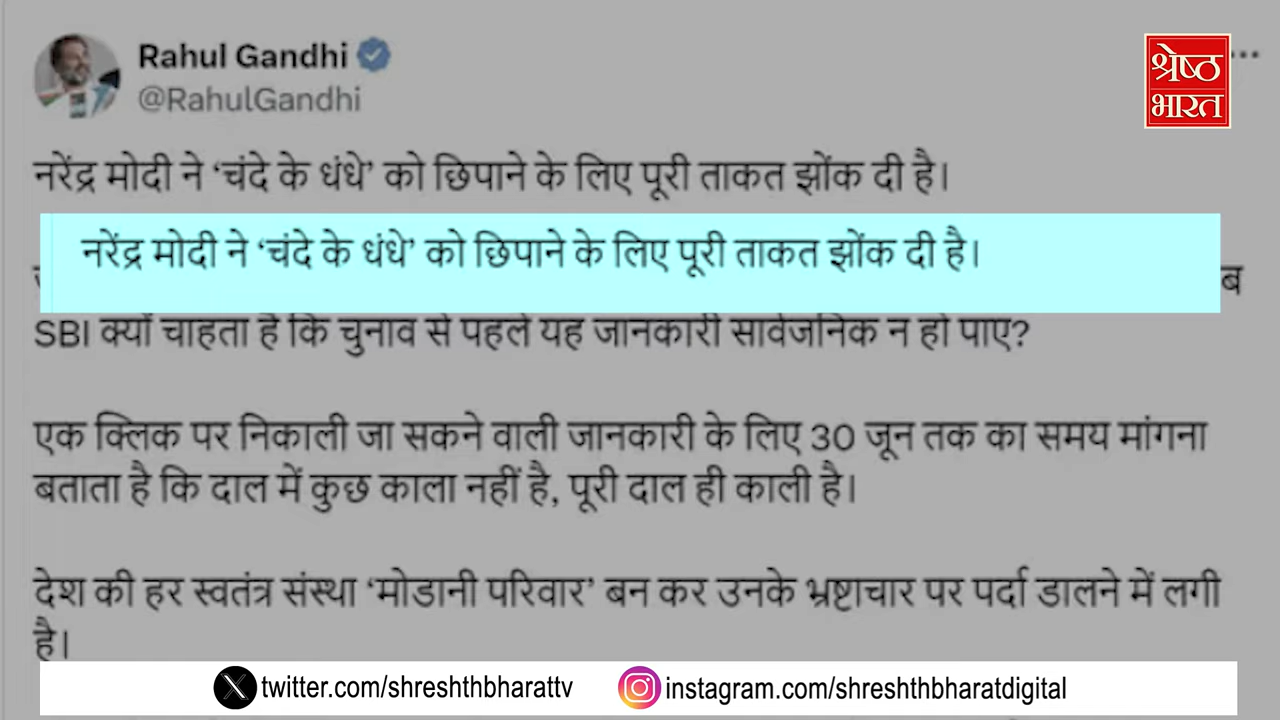 Rahul Gandhi
@RahulGandhi
श्रेष्ठ
भारत
नरेंद्र मोदी ने ‘चंदे के धंधे’ को छिपाने के लिए पूरी ताकत झोंक दी है।
नरेंद्र मोदी ने ‘चंदे के धंधे’ को छिपाने के लिए पूरी ताकत झोंक दी है।
SBI क्यों चाहता है कि चुनाव से पहले यह जानकारी सार्वजनिक न हो पाए?
एक क्लिक पर निकाली जा सकने वाली जानकारी के लिए 30 जून तक का समय मांगना
बताता है कि दाल में कुछ काला नहीं है, पूरी दाल ही काली है।
देश की हर स्वतंत्र संस्था ‘मोडानी परिवार’ बन कर उनके भ्रष्टाचार पर पर्दा डालने में लगी
है।
twitter.com/shreshthbharattv
instagram.com/shreshthbharatdigital